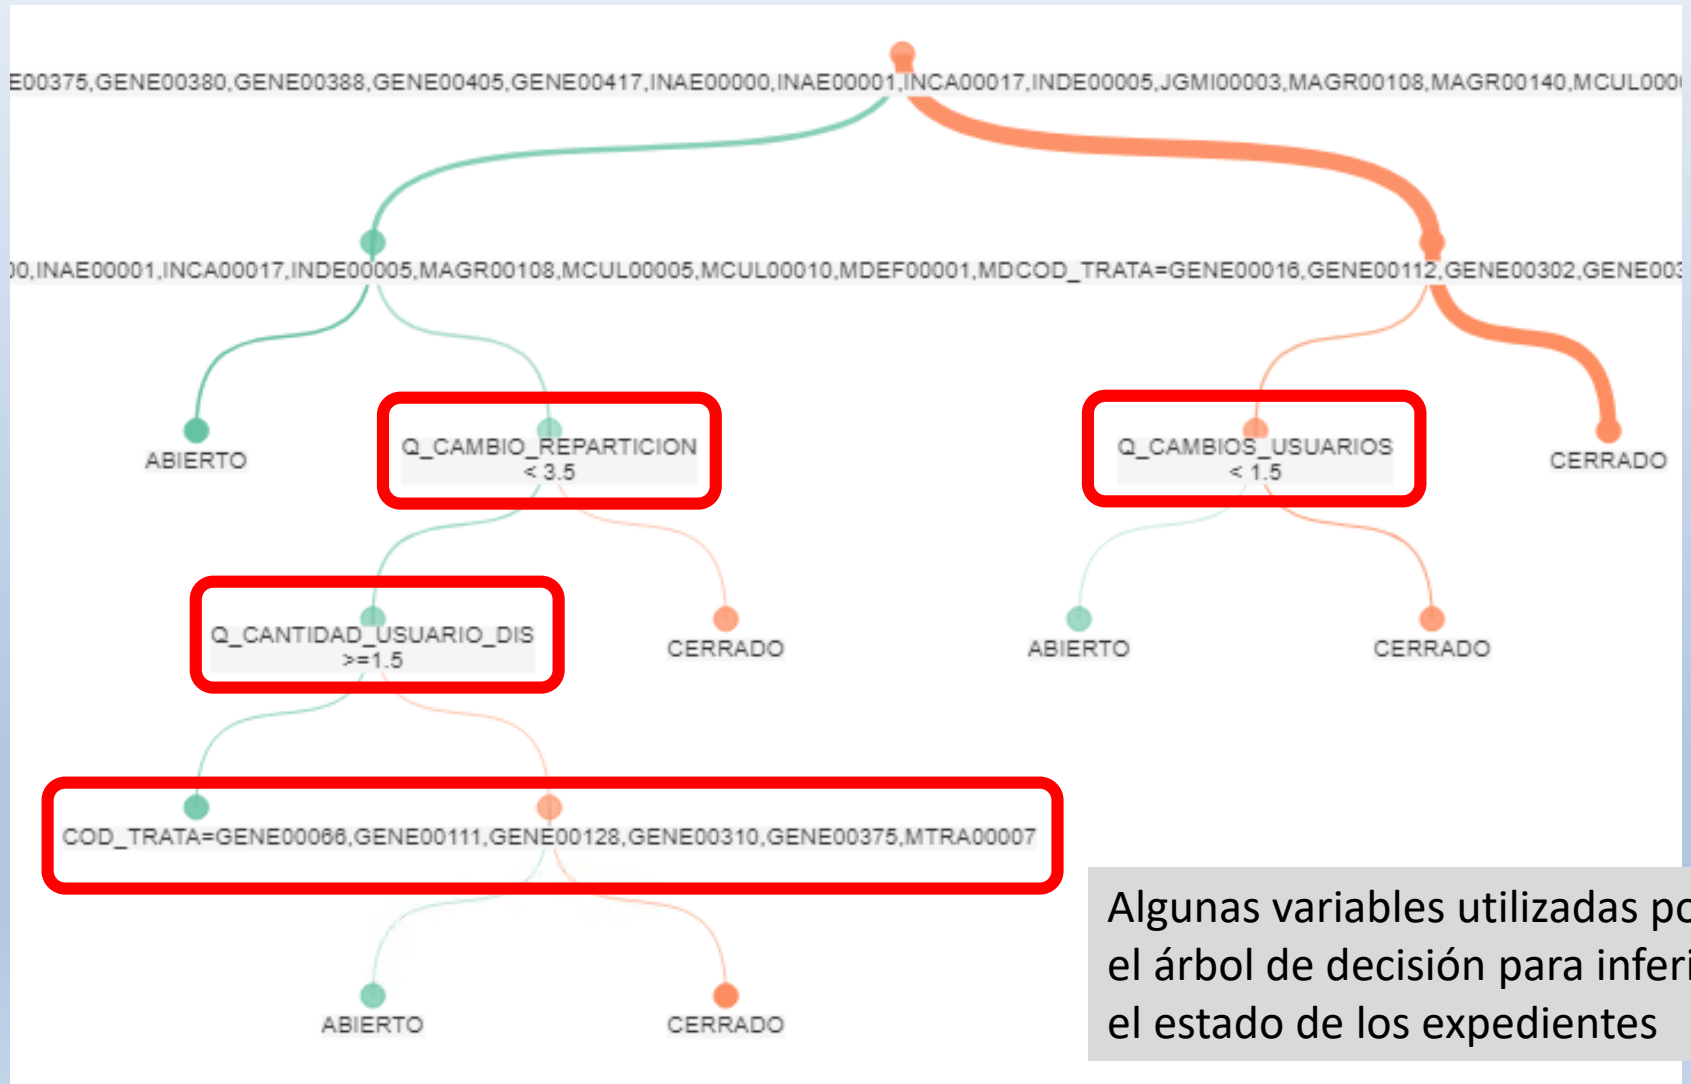 E00375,GENE00380,GENE00388,GENE00405,GENE00417,INAE00000,INAE00001,INCA00017,INDE00005,JGMI00003,MAGR00108,MAGR00140,MCUL000
00,INAE00001,INCA00017,INDE00005,MAGR00108,MCUL00005,MCUL00010,MDEF00001,MDCOD_TRATA=GENE00016,GENE00112,GENE00302,GENE003
ABIERTO
Q_CAMBIO_REPARTICION
< 3.5
Q_CAMBIOS_USUARIOS
< 1.5
CERRADO
Q_CANTIDAD_USUARIO_DIS
>=1.5
CERRADO
ABIERTO
CERRADO
COD_TRATA=GENE00066,GENE00111,GENE00128,GENE00310,GENE00375,MTRA00007
ABIERTO
CERRADO
Algunas variables utilizadas po
el árbol de decisión para inferi
el estado de los expedientes